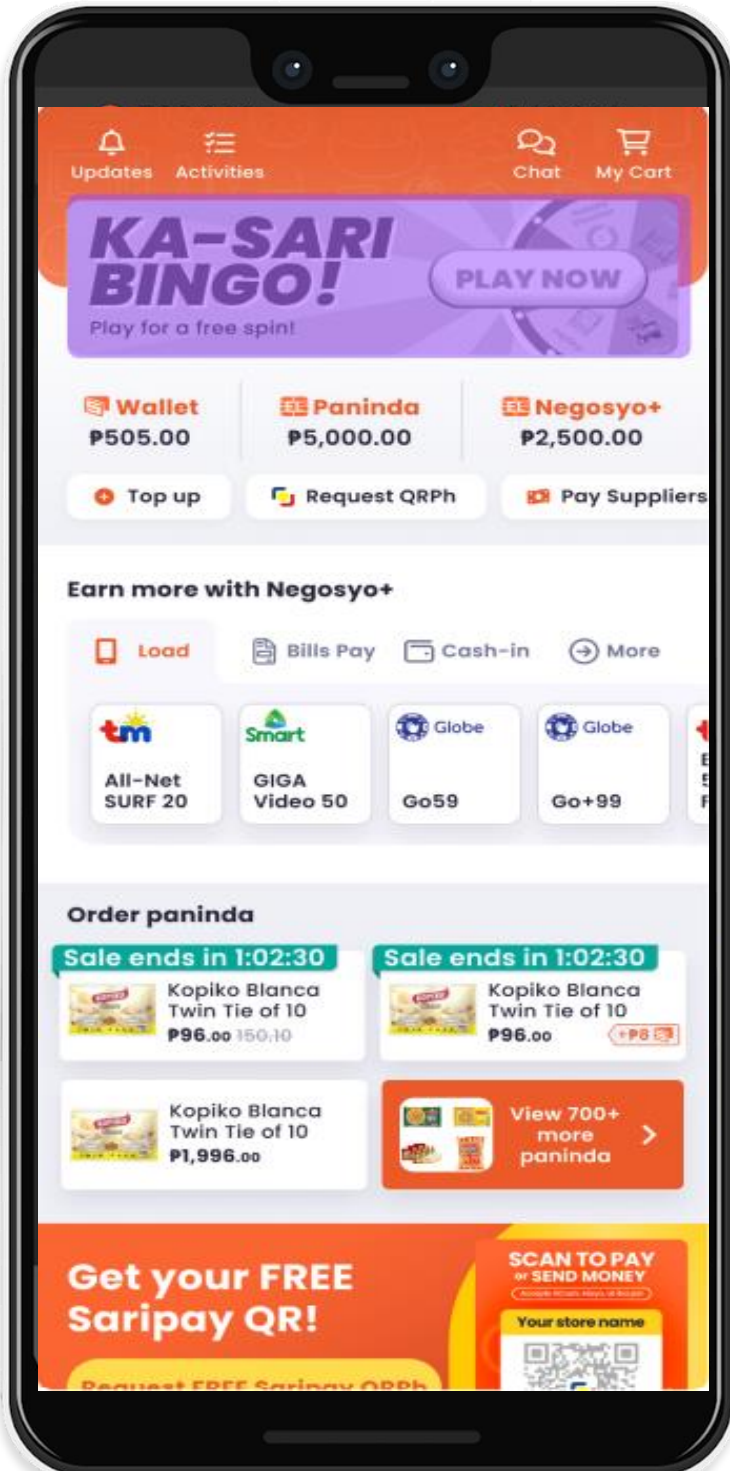 Updates Activities Chat My Cart
KA-SARI
BINGO!
PLAY NOW
Play for a free spin!
Wallet Paninda Negosyo+
₱505.00 ₱5,000.00 ₱2,500.00
Top up Request QRPh Pay Suppliers
Earn more with Negosyo+
Load Bills Pay Cash-in More
tm Smart Globe Globe
All-Net GIGA
SURF 20 Video 50 Go59 Go+99
Order paninda
Sale ends in 1:02:30 Sale ends in 1:02:30
Kopiko Blanca Kopiko Blanca
Twin Tie of 10 Twin Tie of 10
₱96.00 150.10 ₱96.00 +₱8
Kopiko Blanca View 700+
Twin Tie of 10 more
₱1,996.00 paninda
Get your FREE
Saripay QR!
Request FREE Saripay QRPh
SCAN TO PAY
or SEND MONEY
Your store name